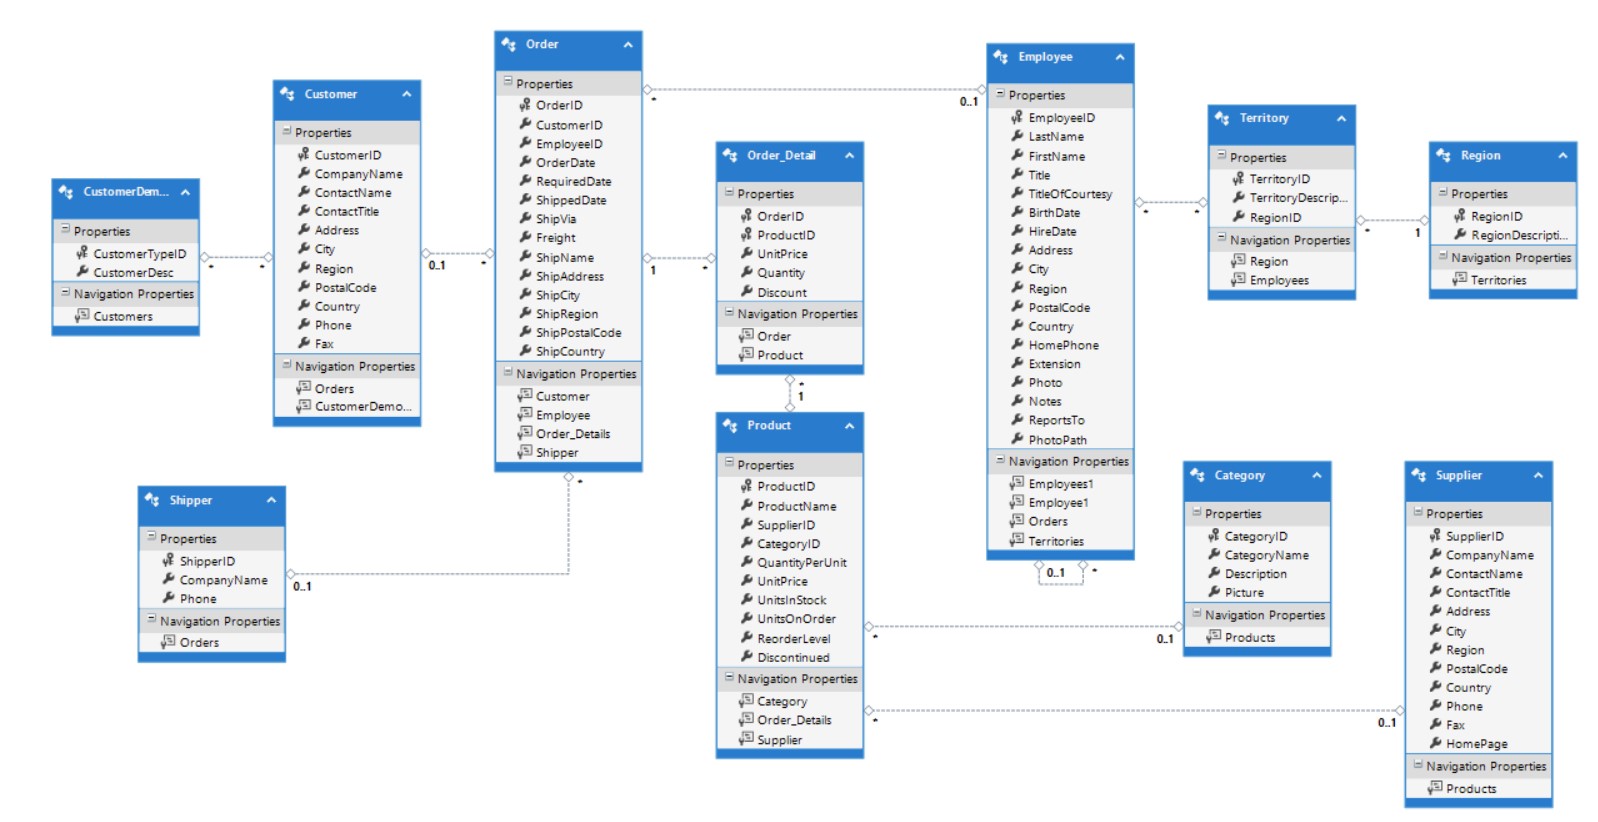 CustomerDem...
Properties
CustomerTypeID
CustomerDesc
Navigation Properties
Customers
*
*
Customer
Properties
CustomerID
CompanyName
ContactName
ContactTitle
Address
City
Region
PostalCode
Country
Phone
Fax
Navigation Properties
Orders
CustomerDemo...
0..1
*
Order
Properties
OrderID
CustomerID
EmployeeID
OrderDate
RequiredDate
ShippedDate
ShipVia
Freight
ShipName
ShipAddress
ShipCity
ShipRegion
ShipPostalCode
ShipCountry
Navigation Properties
Customer
Employee
Order_Details
Shipper
*
0..1
1
*
*
0..1
Shipper
Properties
ShipperID
CompanyName
Phone
Navigation Properties
Orders
Order_Detail
Properties
OrderID
ProductID
UnitPrice
Quantity
Discount
Navigation Properties
Order
Product
*
1
Product
Properties
ProductID
ProductName
SupplierID
CategoryID
QuantityPerUnit
UnitPrice
UnitsInStock
UnitsOnOrder
ReorderLevel
Discontinued
Navigation Properties
Category
Order_Details
Supplier
*
0..1
*
0..1
Employee
Properties
EmployeeID
LastName
FirstName
Title
TitleOfCourtesy
BirthDate
HireDate
Address
City
Region
PostalCode
Country
HomePhone
Extension
Photo
Notes
ReportsTo
PhotoPath
Navigation Properties
Employees1
Employee1
Orders
Territories
0..1
*
*
*
Territory
Properties
TerritoryID
TerritoryDescrip...
RegionID
Navigation Properties
Region
Employees
*
1
Region
Properties
RegionID
RegionDescripti...
Navigation Properties
Territories
Category
Properties
CategoryID
CategoryName
Description
Picture
Navigation Properties
Products
Supplier
Properties
SupplierID
CompanyName
ContactName
ContactTitle
Address
City
Region
PostalCode
Country
Phone
Fax
HomePage
Navigation Properties
Products